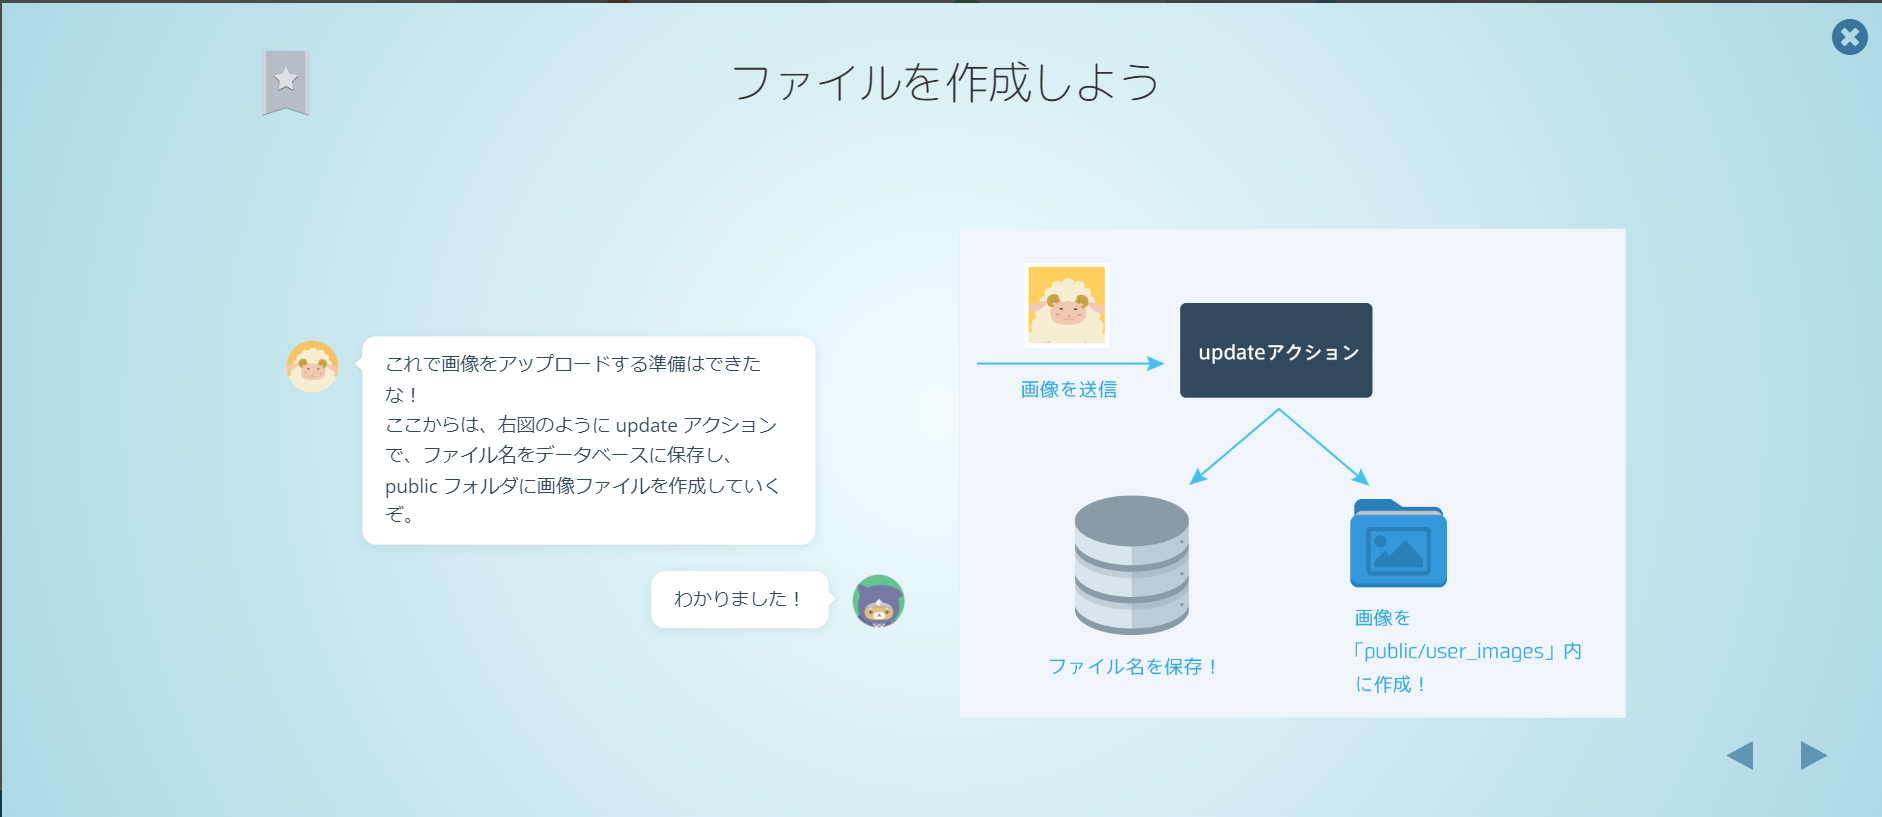 ファイルを作成しよう
これで画像をアップロードする準備はできた
な！
ここからは、右図のように update アクション
で、ファイル名をデータベースに保存し、
public フォルダに画像ファイルを作成していく
ぞ。
わかりました！
画像を送信
updateアクション
ファイル名を保存！
画像を
「public/user_images」内
に作成！